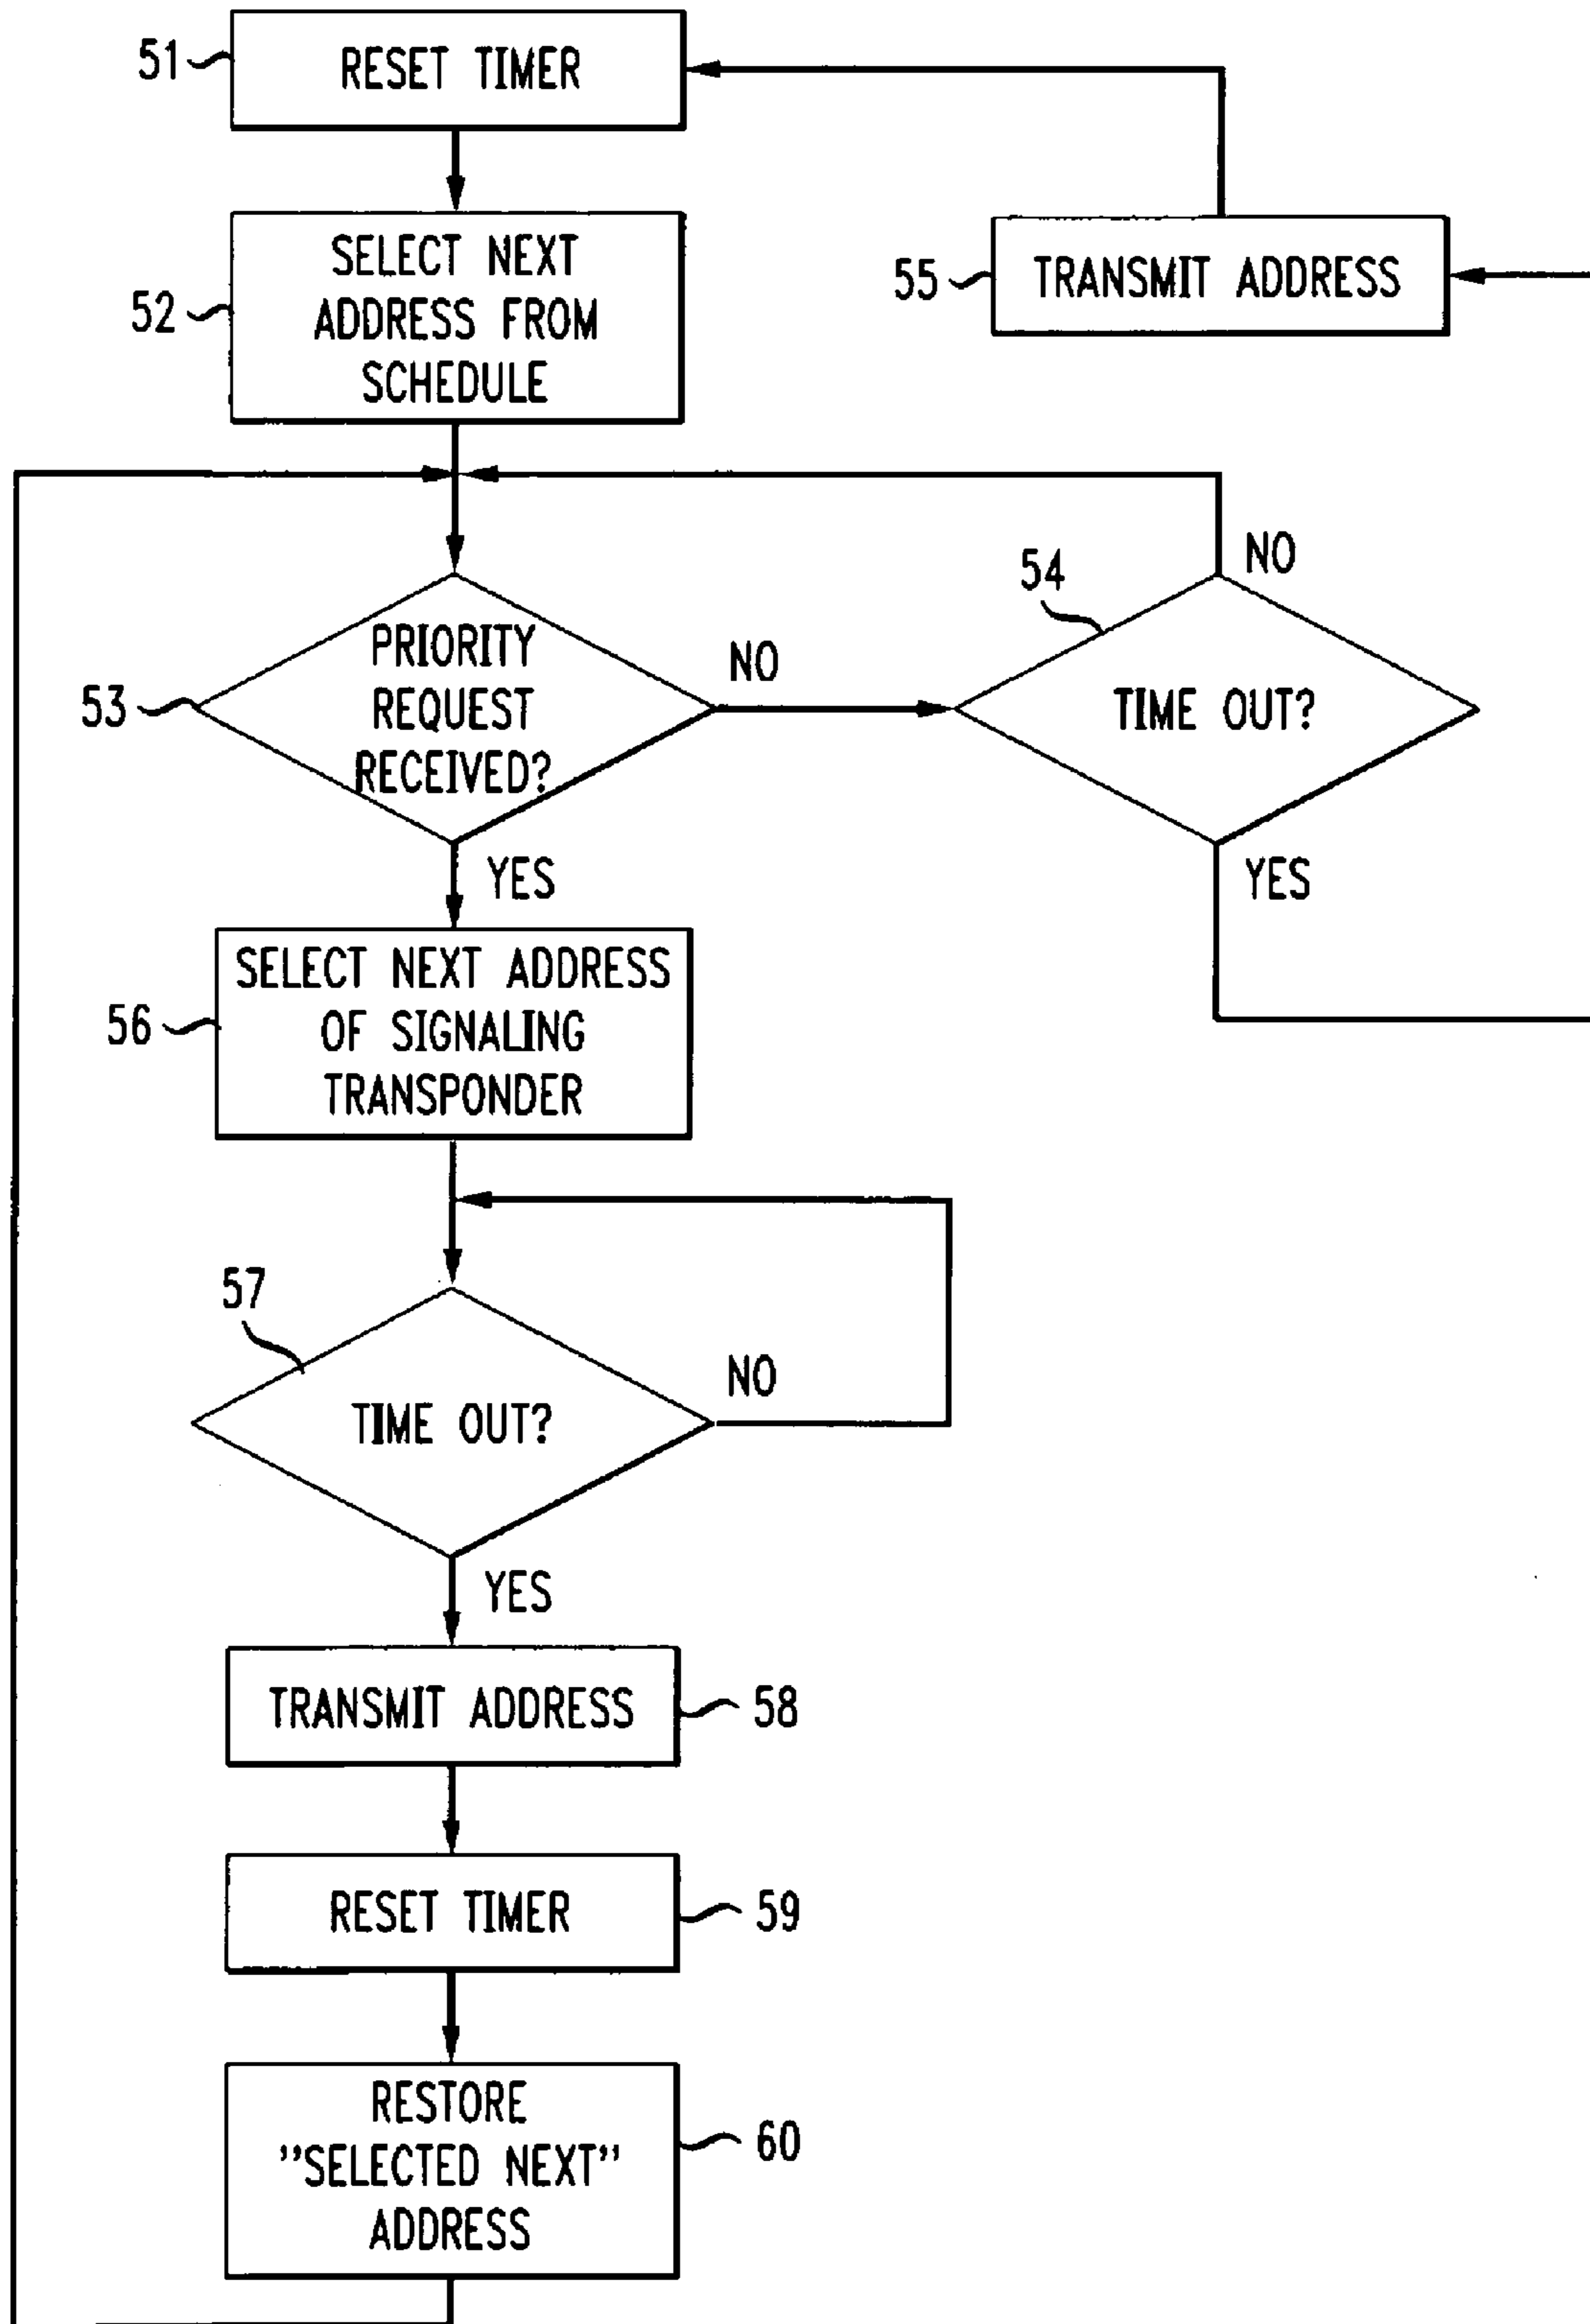 51
RESET TIMER
52
SELECT NEXT
ADDRESS FROM
SCHEDULE
55
TRANSMIT ADDRESS
53
PRIORITY
REQUEST
RECEIVED?
NO
YES
54
TIME OUT?
NO
YES
56
SELECT NEXT ADDRESS
OF SIGNALING
TRANSPONDER
57
TIME OUT?
NO
YES
TRANSMIT ADDRESS
58
RESET TIMER
59
RESTORE
"SELECTED NEXT"
ADDRESS
60